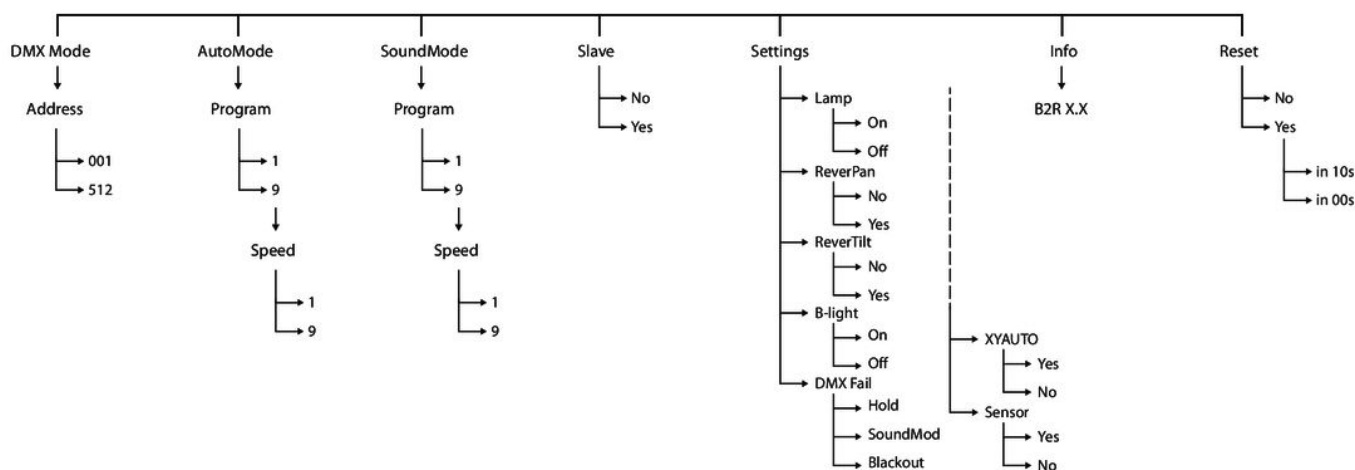 DMX Mode
AutoMode
SoundMode
Slave
Settings
Info
Reset
Address
001
512
Program
1
9
Speed
1
9
Program
1
9
Speed
1
9
No
Yes
Lamp
On
Off
ReverPan
No
Yes
ReverTilt
No
Yes
B-light
On
Off
DMX Fail
Hold
SoundMod
Blackout
XYAUTO
Yes
No
Sensor
Yes
No
B2R X.X
No
Yes
in 10s
in 00s